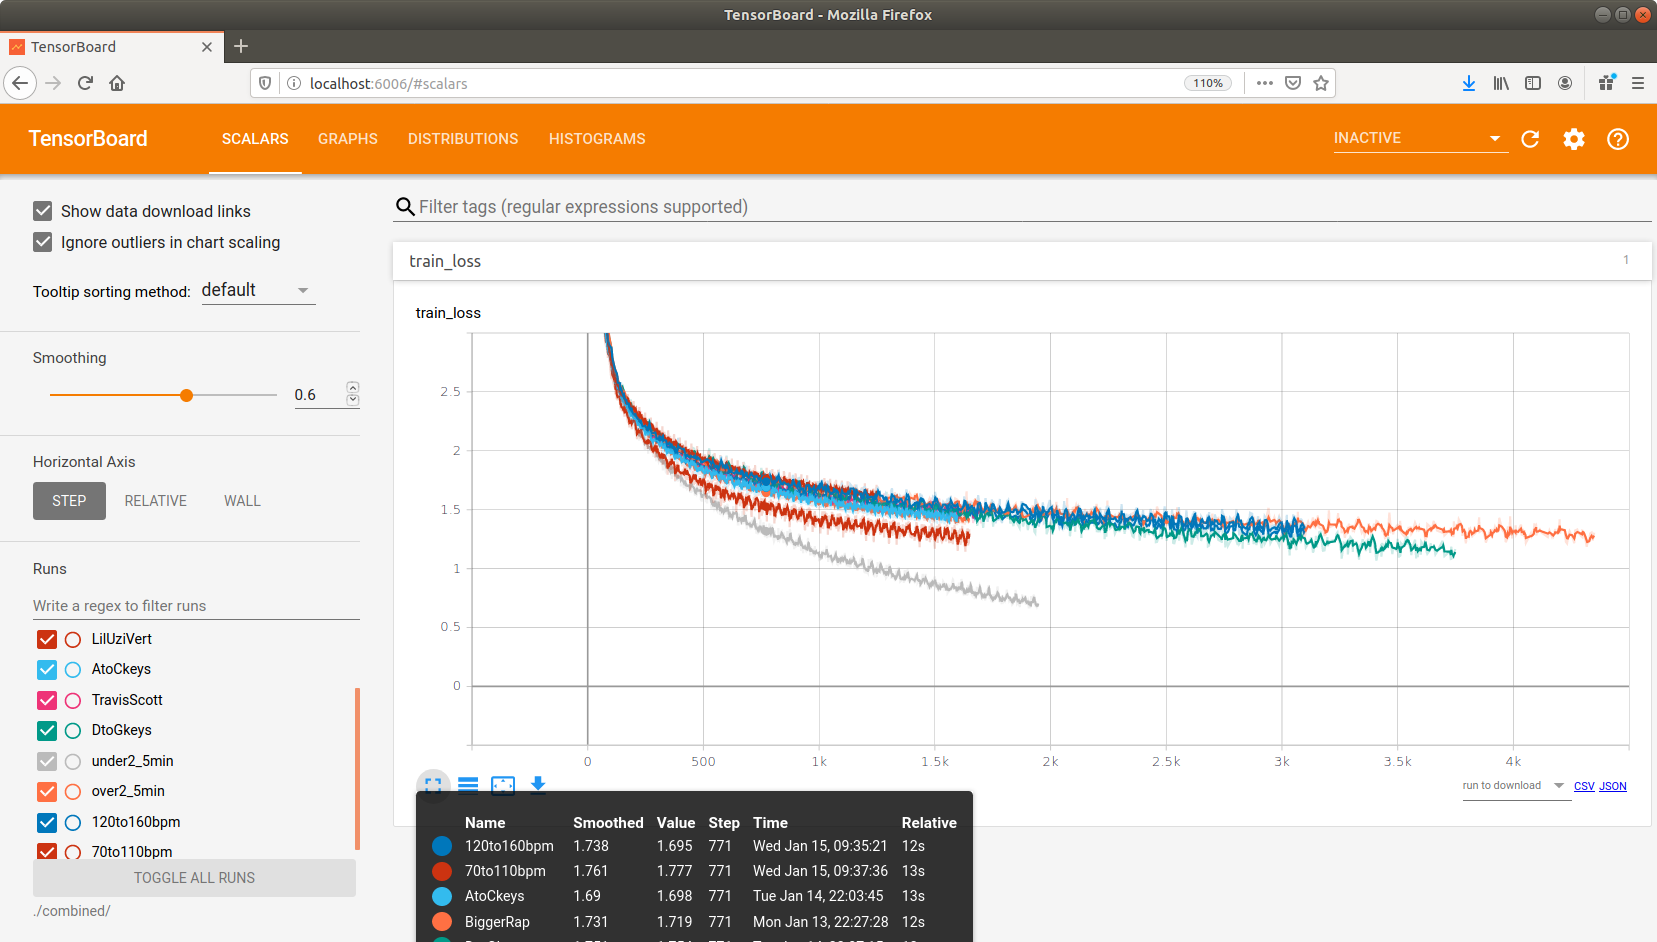 TensorBoard - Mozilla Firefox
TensorBoard
localhost:6006/#scalars
110%
TensorBoard
SCALARS
GRAPHS
DISTRIBUTIONS
HISTOGRAMS
INACTIVE
Show data download links
Ignore outliers in chart scaling
Tooltip sorting method: default
Smoothing
0.6
Horizontal Axis
STEP
RELATIVE
WALL
Runs
Write a regex to filter runs
LilUziVert
AtoCkeys
TravisScott
DtoGkeys
under2_5min
over2_5min
120to160bpm
70to110bpm
TOGGLE ALL RUNS
./combined/
Filter tags (regular expressions supported)
train_loss
1
train_loss
2.5
2
1.5
1
0.5
0
0 500 1k 1.5k 2k 2.5k 3k 3.5k 4k
run to download CSV JSON
Name Smoothed Value Step Time Relative
120to160bpm 1.738 1.695 771 Wed Jan 15, 09:35:21 12s
70to110bpm 1.761 1.777 771 Wed Jan 15, 09:37:36 13s
AtoCkeys 1.69 1.698 771 Tue Jan 14, 22:03:45 13s
BiggerRap 1.731 1.719 771 Mon Jan 13, 22:27:28 12s